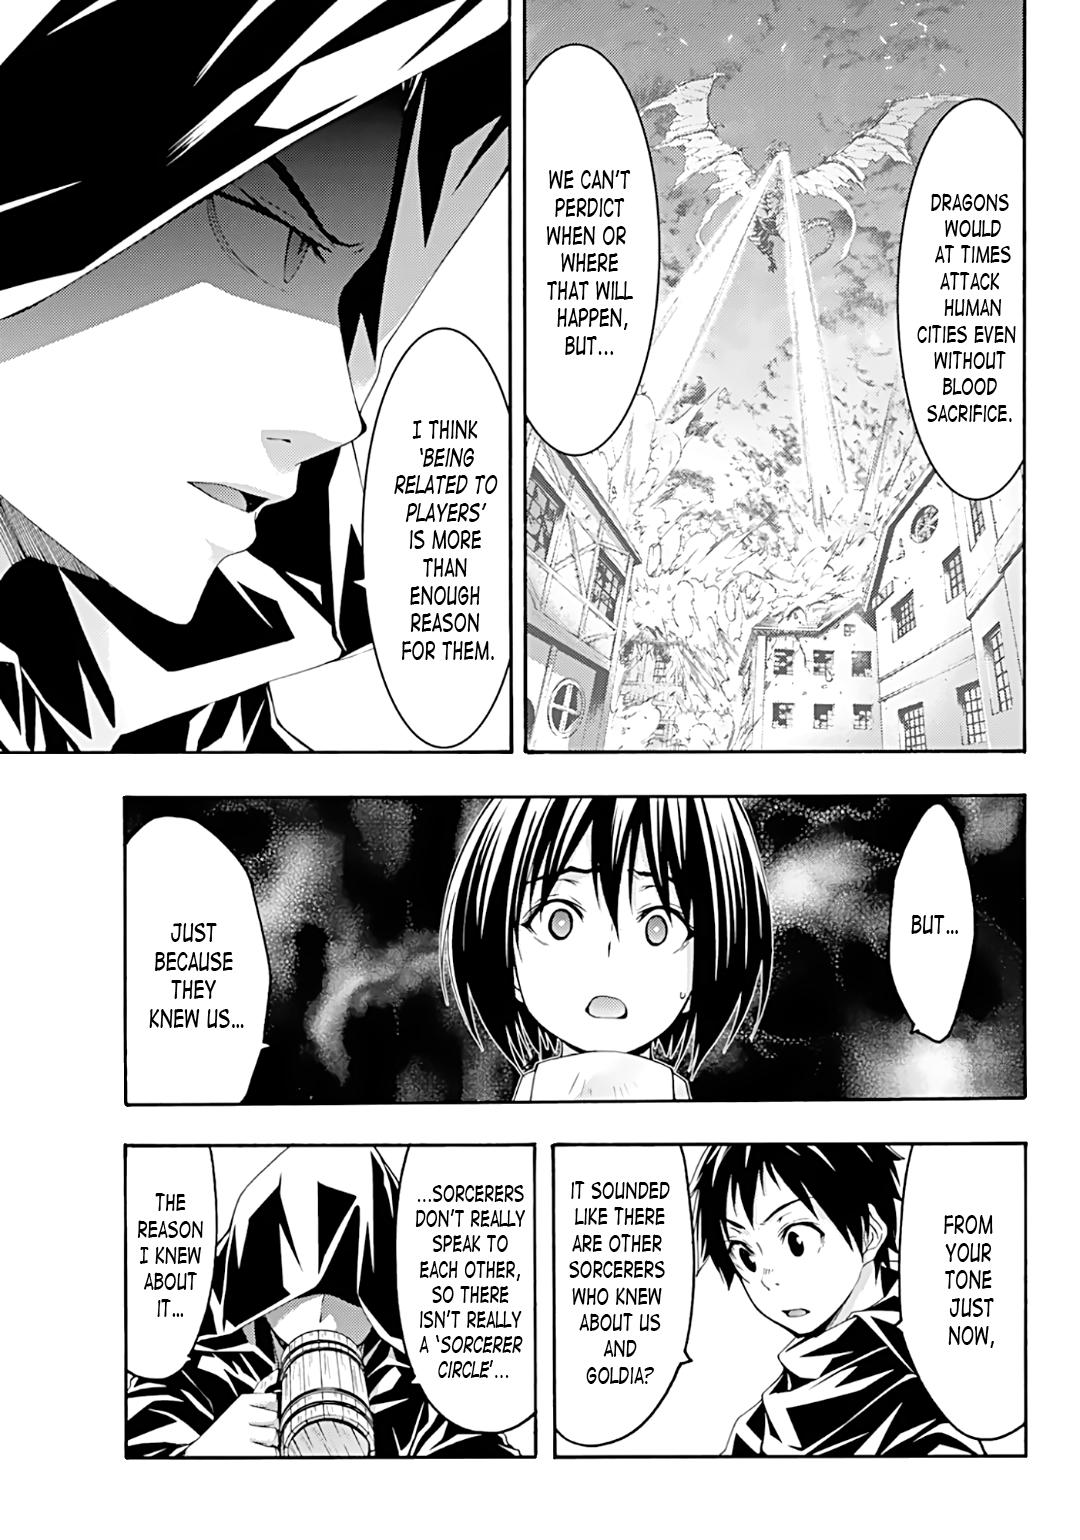 DRAGONS
WOULD
AT TIMES
ATTACK
HUMAN
CITIES EVEN
WITHOUT
BLOOD
SACRIFICE.
WE CAN'T
PERDICT
WHEN OR
WHERE
THAT WILL
HAPPEN,
BUT...
I THINK
'BEING
RELATED TO
PLAYERS'
IS MORE
THAN
ENOUGH
REASON
FOR THEM.
BUT...
JUST
BECAUSE
THEY
KNEW US...
FROM
YOUR
TONE
JUST
NOW,
IT SOUNDED
LIKE THERE
ARE OTHER
SORCERERS
WHO KNEW
ABOUT US
AND
GOLDIA?
...SORCERERS
DON'T REALLY
SPEAK TO
EACH OTHER,
SO THERE
ISN'T REALLY
A 'SORCERER
CIRCLE'...
THE
REASON
I KNEW
ABOUT
IT...